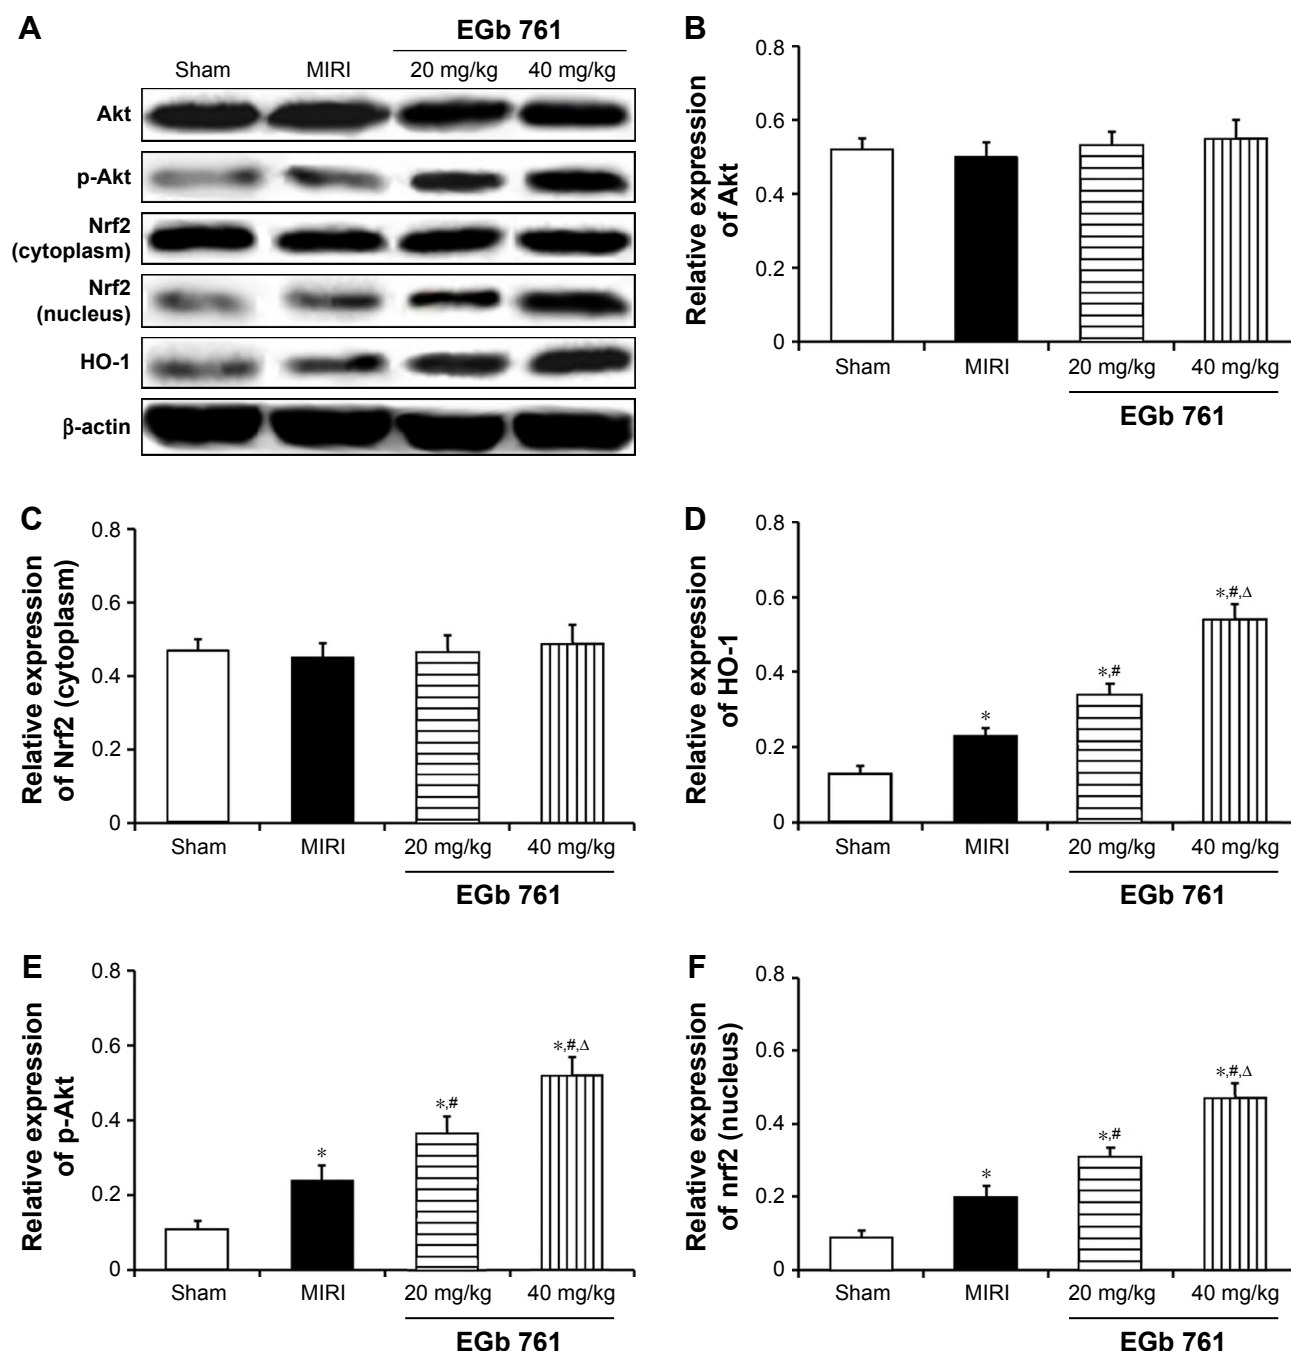 A
EGb 761
Sham MIRI 20 mg/kg 40 mg/kg
Akt
p-Akt
Nrf2
(cytoplasm)
Nrf2
(nucleus)
HO-1
β-actin
B
Relative expression
of Akt
0.8
0.6
0.4
0.2
0
Sham MIRI 20 mg/kg 40 mg/kg
EGb 761
C
Relative expression
of Nrf2 (cytoplasm)
0.8
0.6
0.4
0.2
0
Sham MIRI 20 mg/kg 40 mg/kg
EGb 761
D
Relative expression
of HO-1
0.8
0.6
0.4
0.2
0
*
*,#
*,#,Δ
Sham MIRI 20 mg/kg 40 mg/kg
EGb 761
E
Relative expression
of p-Akt
0.8
0.6
0.4
0.2
0
*
*,#
*,#,Δ
Sham MIRI 20 mg/kg 40 mg/kg
EGb 761
F
Relative expression
of nrf2 (nucleus)
0.8
0.6
0.4
0.2
0
*
*,#
*,#,Δ
Sham MIRI 20 mg/kg 40 mg/kg
EGb 761